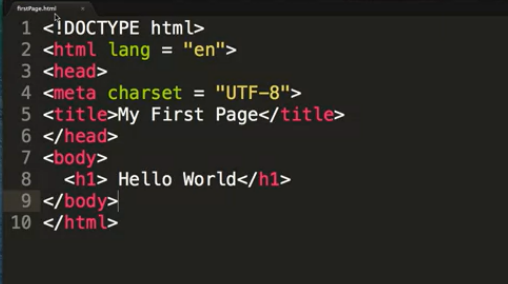 firstPage.html ×
1 <!DOCTYPE html>
2 <html lang = "en">
3 <head>
4 <meta charset = "UTF-8">
5 <title>My First Page</title>
6 </head>
7 <body>
8 <h1> Hello World</h1>
9 </body>
10 </html>